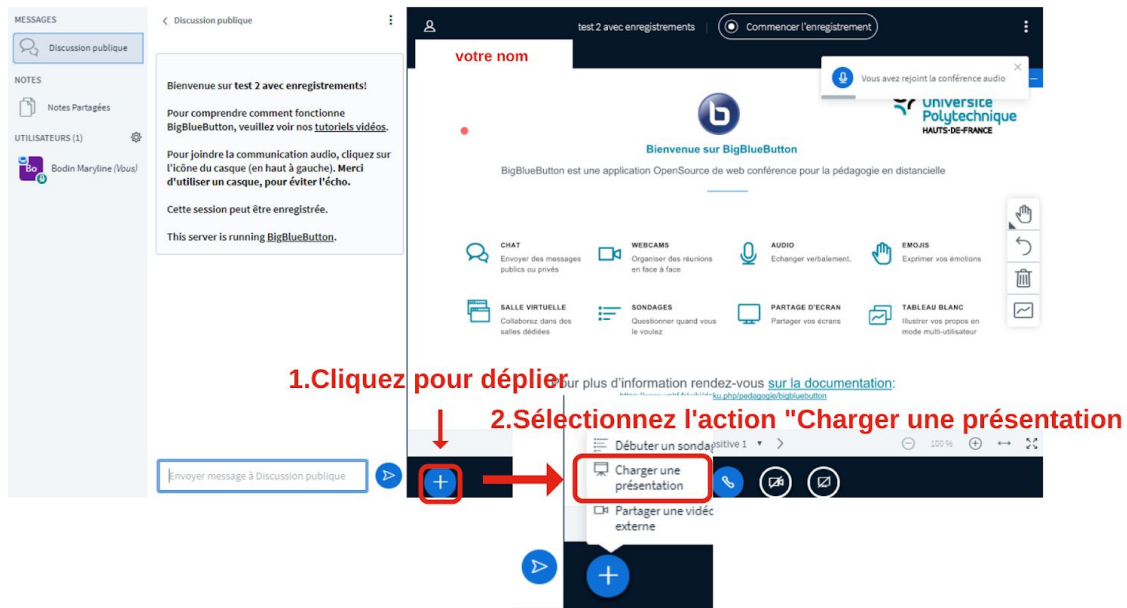 MESSAGES
Discussion publique
NOTES
Notes Partagées
UTILISATEURS (1)
Bo
Bodin Maryline (Vous)
Discussion publique
Bienvenue sur test 2 avec enregistrements!
Pour comprendre comment fonctionne
BigBlueButton, veuillez voir nos tutoriels vidéos.
Pour joindre la communication audio, cliquez sur
l'icône du casque (en haut à gauche). Merci
d'utiliser un casque, pour éviter l'écho.
Cette session peut être enregistrée.
This server is running BigBlueButton.
Envoyer message à Discussion publique
test 2 avec enregistrements
Commencer l'enregistrement
votre nom
Vous avez rejoint la conférence audio
Université
Polytechnique
HAUTS-DE-FRANCE
b
Bienvenue sur BigBlueButton
BigBlueButton est une application OpenSource de web conférence pour la pédagogie en distancielle
CHAT
Envoyer des messages
publics ou privés
WEBCAMS
Organiser des réunions
en face à face
AUDIO
Echanger verbalement.
EMOJIS
Exprimer vos émotions
SALLE VIRTUELLE
Collaborez dans des
salles dédiées
SONDAGES
Questionner quand vous
le voulez
PARTAGE D'ECRAN
Partager vos écrans
TABLEAU BLANC
Illustrer vos propos en
mode multi-utilisateur
1.Cliquez pour déplier
Pour plus d'information rendez-vous sur la documentation:
2.Sélectionnez l'action "Charger une présentation
Débuter un sondag
ositive 1
100 %
Charger une
présentation
Partager une vidéo
externe